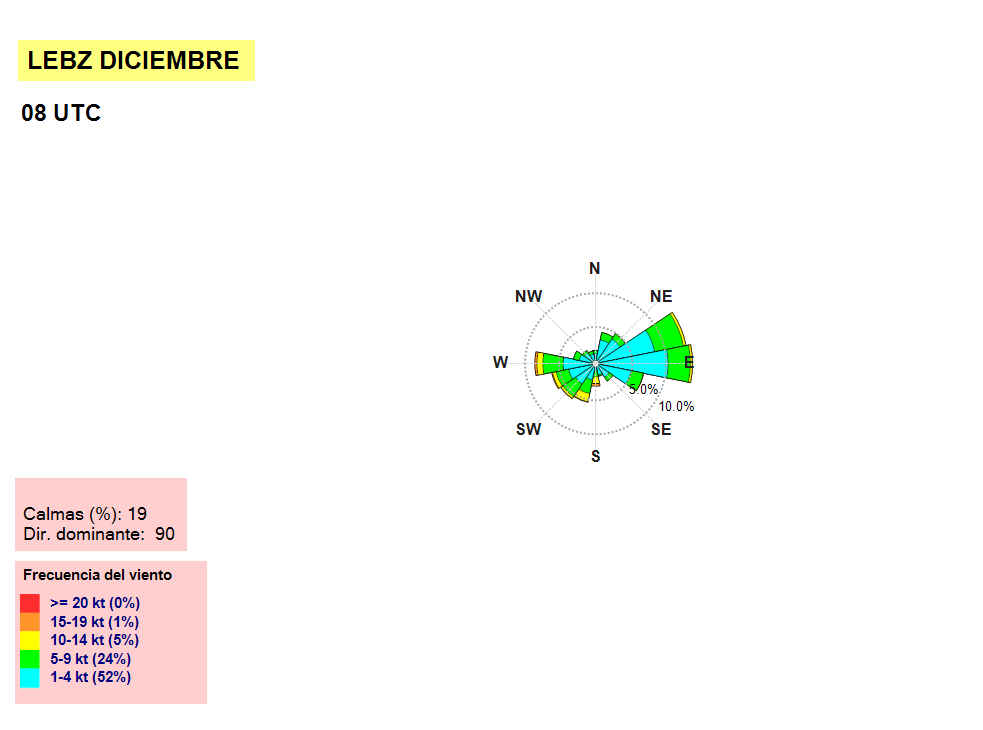 LEBZ DICIEMBRE
08 UTC
N
NW
NE
W
E
5.0%
10.0%
SW
SE
S
Calmas (%): 19
Dir. dominante: 90
Frecuencia del viento
>= 20 kt (0%)
15-19 kt (1%)
10-14 kt (5%)
5-9 kt (24%)
1-4 kt (52%)